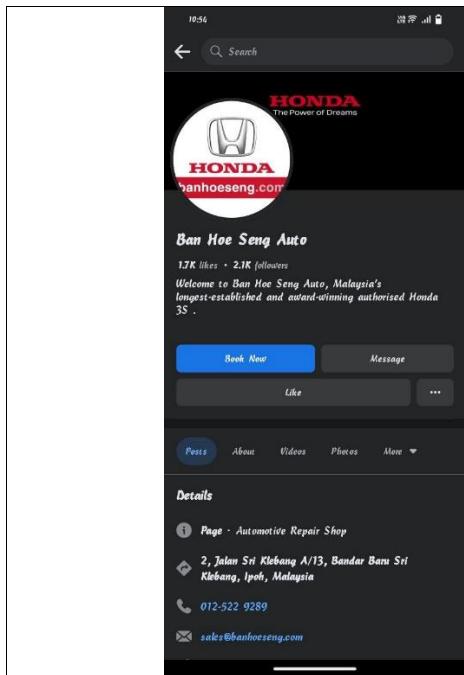 10:54
Search
HONDA
The Power of Dreams
HONDA
banhoeseng.com
Ban Hoe Seng Auto
1.7K likes • 2.1K followers
Welcome to Ban Hoe Seng Auto, Malaysia's
longest-established and award-winning authorised Honda
3S .
Book Now
Message
Like
Posts About Videos Photos More
Details
Page · Automotive Repair Shop
2, Jalan Sri Klebang A/13, Bandar Baru Sri
Klebang, Ipoh, Malaysia
012-522 9289
sales@banhoeseng.com